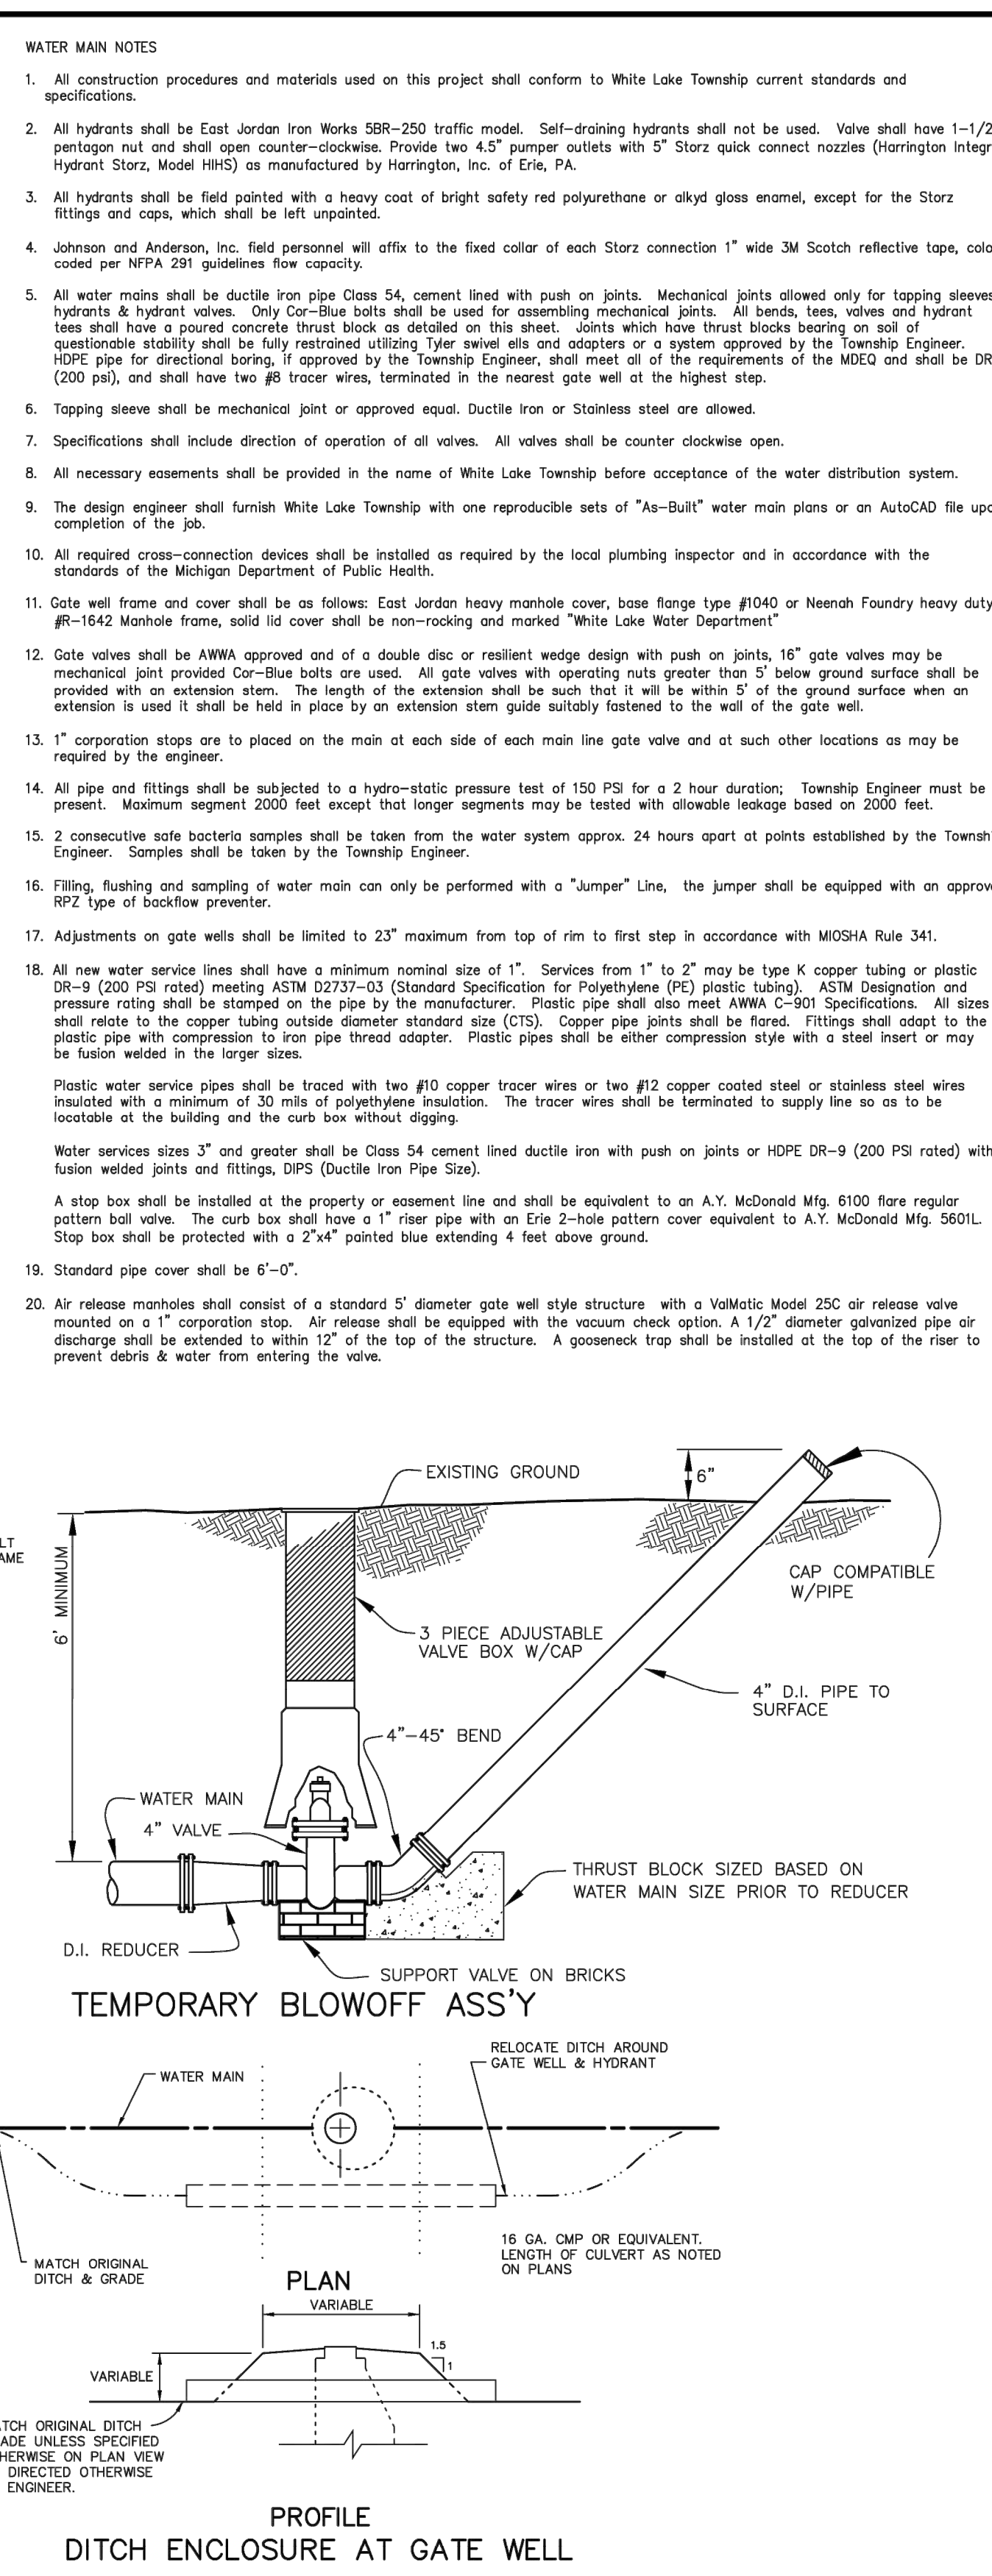 WATER MAIN NOTES
1. All construction procedures and materials used on this project shall conform to White Lake Township current standards and
specifications.
2. All hydrants shall be East Jordan Iron Works 5BR-250 traffic model. Self-draining hydrants shall not be used. Valve shall have 1-1/2
pentagon nut and shall open counter-clockwise. Provide two 4.5" pumper outlets with 5" Storz quick connect nozzles (Harrington Integr
Hydrant Storz, Model HIHS) as manufactured by Harrington, Inc. of Erie, PA.
3. All hydrants shall be field painted with a heavy coat of bright safety red polyurethane or alkyd gloss enamel, except for the Storz
fittings and caps, which shall be left unpainted.
4. Johnson and Anderson, Inc. field personnel will affix to the fixed collar of each Storz connection 1" wide 3M Scotch reflective tape, colo
coded per NFPA 291 guidelines flow capacity.
5. All water mains shall be ductile iron pipe Class 54, cement lined with push on joints. Mechanical joints allowed only for tapping sleeves
hydrants & hydrant valves. Only Cor-Blue bolts shall be used for assembling mechanical joints. All bends, tees, valves and hydrant
tees shall have a poured concrete thrust block as detailed on this sheet. Joints which have thrust blocks bearing on soil of
questionable stability shall be fully restrained utilizing Tyler swivel ells and adapters or a system approved by the Township Engineer.
HDPE pipe for directional boring, if approved by the Township Engineer, shall meet all of the requirements of the MDEQ and shall be DR
(200 psi), and shall have two #8 tracer wires, terminated in the nearest gate well at the highest step.
6. Tapping sleeve shall be mechanical joint or approved equal. Ductile Iron or Stainless steel are allowed.
7. Specifications shall include direction of operation of all valves. All valves shall be counter clockwise open.
8. All necessary easements shall be provided in the name of White Lake Township before acceptance of the water distribution system.
9. The design engineer shall furnish White Lake Township with one reproducible sets of "As-Built" water main plans or an AutoCAD file upo
completion of the job.
10. All required cross-connection devices shall be installed as required by the local plumbing inspector and in accordance with the
standards of the Michigan Department of Public Health.
11. Gate well frame and cover shall be as follows: East Jordan heavy manhole cover, base flange type #1040 or Neenah Foundry heavy duty
#R-1642 Manhole frame, solid lid cover shall be non-rocking and marked "White Lake Water Department"
12. Gate valves shall be AWWA approved and of a double disc or resilient wedge design with push on joints, 16" gate valves may be
mechanical joint provided Cor-Blue bolts are used. All gate valves with operating nuts greater than 5' below ground surface shall be
provided with an extension stem. The length of the extension shall be such that it will be within 5' of the ground surface when an
extension is used it shall be held in place by an extension stem guide suitably fastened to the wall of the gate well.
13. 1" corporation stops are to placed on the main at each side of each main line gate valve and at such other locations as may be
required by the engineer.
14. All pipe and fittings shall be subjected to a hydro-static pressure test of 150 PSI for a 2 hour duration; Township Engineer must be
present. Maximum segment 2000 feet except that longer segments may be tested with allowable leakage based on 2000 feet.
15. 2 consecutive safe bacteria samples shall be taken from the water system approx. 24 hours apart at points established by the Townshi
Engineer. Samples shall be taken by the Township Engineer.
16. Filling, flushing and sampling of water main can only be performed with a "Jumper" Line, the jumper shall be equipped with an approve
RPZ type of backflow preventer.
17. Adjustments on gate wells shall be limited to 23" maximum from top of rim to first step in accordance with MIOSHA Rule 341.
18. All new water service lines shall have a minimum nominal size of 1". Services from 1" to 2" may be type K copper tubing or plastic
DR-9 (200 PSI rated) meeting ASTM D2737-03 (Standard Specification for Polyethylene (PE) plastic tubing). ASTM Designation and
pressure rating shall be stamped on the pipe by the manufacturer. Plastic pipe shall also meet AWWA C-901 Specifications. All sizes
shall relate to the copper tubing outside diameter standard size (CTS). Copper pipe joints shall be flared. Fittings shall adapt to the
plastic pipe with compression to iron pipe thread adapter. Plastic pipes shall be either compression style with a steel insert or may
be fusion welded in the larger sizes.
Plastic water service pipes shall be traced with two #10 copper tracer wires or two #12 copper coated steel or stainless steel wires
insulated with a minimum of 30 mils of polyethylene insulation. The tracer wires shall be terminated to supply line so as to be
locatable at the building and the curb box without digging.
Water services sizes 3" and greater shall be Class 54 cement lined ductile iron with push on joints or HDPE DR-9 (200 PSI rated) with
fusion welded joints and fittings, DIPS (Ductile Iron Pipe Size).
A stop box shall be installed at the property or easement line and shall be equivalent to an A.Y. McDonald Mfg. 6100 flare regular
pattern ball valve. The curb box shall have a 1" riser pipe with an Erie 2-hole pattern cover equivalent to A.Y. McDonald Mfg. 5601L.
Stop box shall be protected with a 2"x4" painted blue extending 4 feet above ground.
19. Standard pipe cover shall be 6'-0".
20. Air release manholes shall consist of a standard 5' diameter gate well style structure with a ValMatic Model 25C air release valve
mounted on a 1" corporation stop. Air release shall be equipped with the vacuum check option. A 1/2" diameter galvanized pipe air
discharge shall be extended to within 12" of the top of the structure. A gooseneck trap shall be installed at the top of the riser to
prevent debris & water from entering the valve.
EXISTING GROUND
6"
LT
AME
6' MINIMUM
CAP COMPATIBLE
W/PIPE
3 PIECE ADJUSTABLE
VALVE BOX W/CAP
4" D.I. PIPE TO
SURFACE
4"-45° BEND
WATER MAIN
4" VALVE
THRUST BLOCK SIZED BASED ON
WATER MAIN SIZE PRIOR TO REDUCER
D.I. REDUCER
SUPPORT VALVE ON BRICKS
TEMPORARY BLOWOFF ASS'Y
RELOCATE DITCH AROUND
GATE WELL & HYDRANT
WATER MAIN
16 GA. CMP OR EQUIVALENT.
LENGTH OF CULVERT AS NOTED
ON PLANS
MATCH ORIGINAL
DITCH & GRADE
PLAN
VARIABLE
1.5
1
VARIABLE
TCH ORIGINAL DITCH
ADE UNLESS SPECIFIED
HERWISE ON PLAN VIEW
DIRECTED OTHERWISE
ENGINEER.
PROFILE
DITCH ENCLOSURE AT GATE WELL